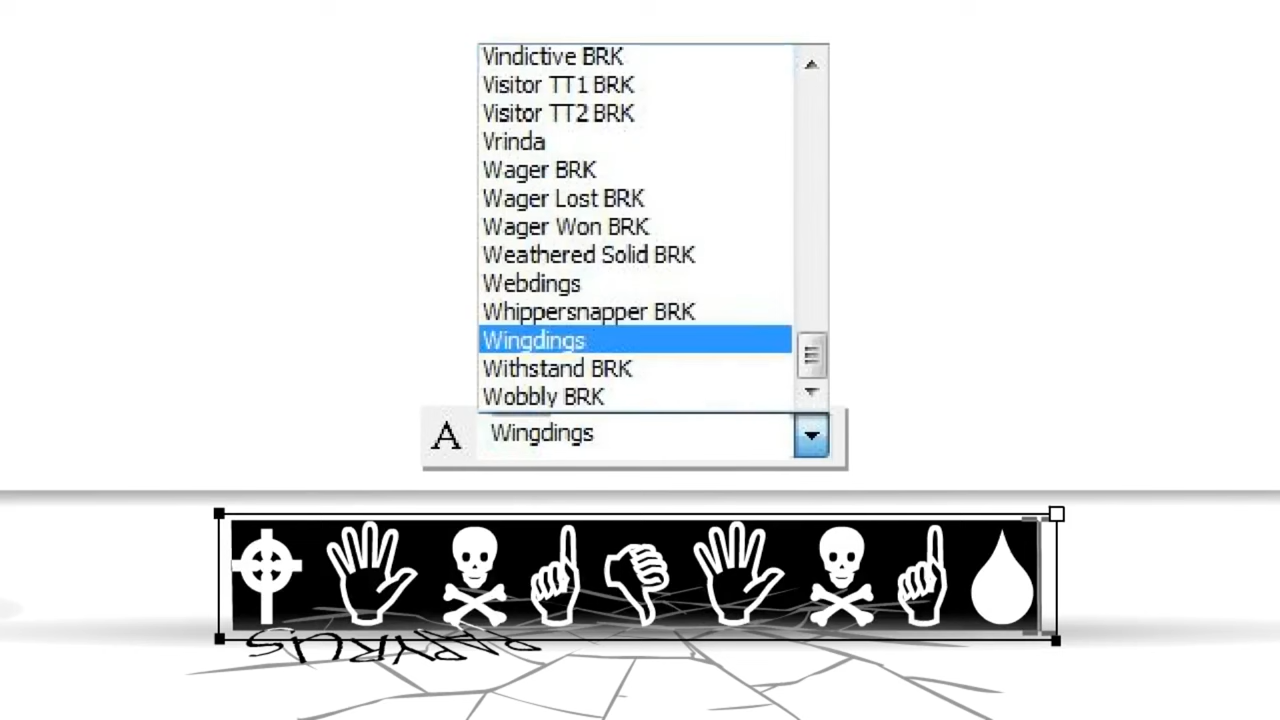 Vindictive BRK
Visitor TT1 BRK
Visitor TT2 BRK
Vrinda
Wager BRK
Wager Lost BRK
Wager Won BRK
Weathered Solid BRK
Webdings
Whippersnapper BRK
Wingdings
Withstand BRK
Wobbly BRK
A Wingdings
🕈✋☠☝👎✋☠☝💧
PAPYRUS